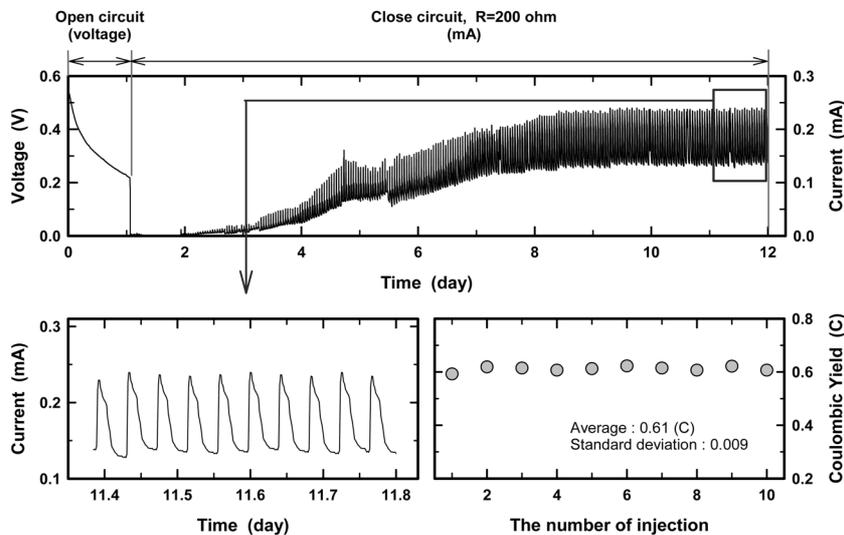 Open circuit
(voltage)
Close circuit, R=200 ohm
(mA)
0.6
0.4
0.2
0.0
Voltage (V)
0.3
0.2
0.1
0.0
Current (mA)
0 2 4 6 8 10 12
Time (day)
0.3
0.2
0.1
Current (mA)
11.4 11.5 11.6 11.7 11.8
Time (day)
0.8
0.6
0.4
0.2
Coulombic Yield (C)
Average : 0.61 (C)
Standard deviation : 0.009
2 4 6 8 10
The number of injection